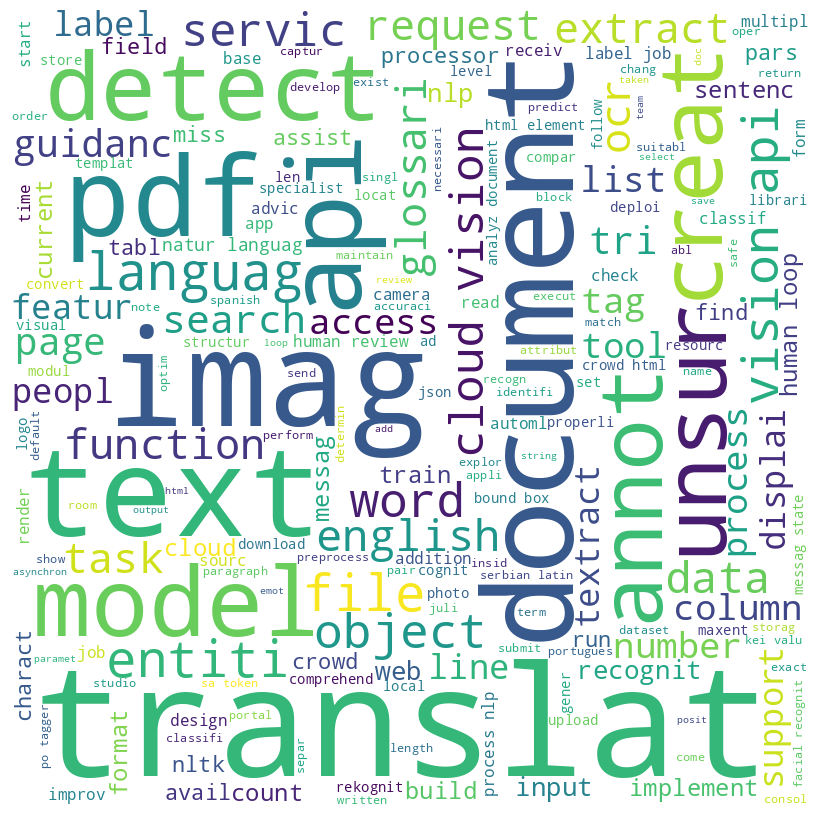 start
label
servic
request
extract
multipl
store
field
base
captur
processor
receiv
label job
oper
doc
pars
detect
develop
exist
level
nlp
chang
taken
return
order
guidanc
miss
assist
glossari
predict
document
follow
ocr
team
creat
sentenc
templat
len
singl
necessari
html element
compar
suitabl
select
api
form
time
pdf
specialist
locat
api
cloud vision
analyz document
block
list
save
librari
current
tabl
advic
app
natur languag
maintain
deploi
classif
vision
convert
languag
spanish
review
accuraci
read
tri
unsur
abl
safe
featur
note
search
camera
access
execut
check
find
human loop
visual
page
structur
loop
human review
ad
match
tag
resourc
modul
optim
imag
send
json
recogn
attribut
tool
crowd html
set
name
peopl
identifi
logo
default
function
perform
add
determin
automl
properli
annot
process
displai
messag
train
explor
appli
string
text
word
bound box
textract
render
room
html
output
english
download
preprocess
addition
insid
task
cloud
sourc
file
pair
cognit
serbian latin
data
messag state
asynchron
show
paragraph
model
emot
photo
term
dataset
column
juli
object
submit
portugues
number
maxent
storag
kei valu
charact
paramet
job
entiti
crowd
web
line
run
recognit
exact
studio
sa token
comprehend
local
gener
support
facial recognit
translat
po tagger
format
design
portal
classifi
separ
length
process nlp
upload
posit
come
nltk
improv
avail
count
rekognit
written
build
input
implement
consol